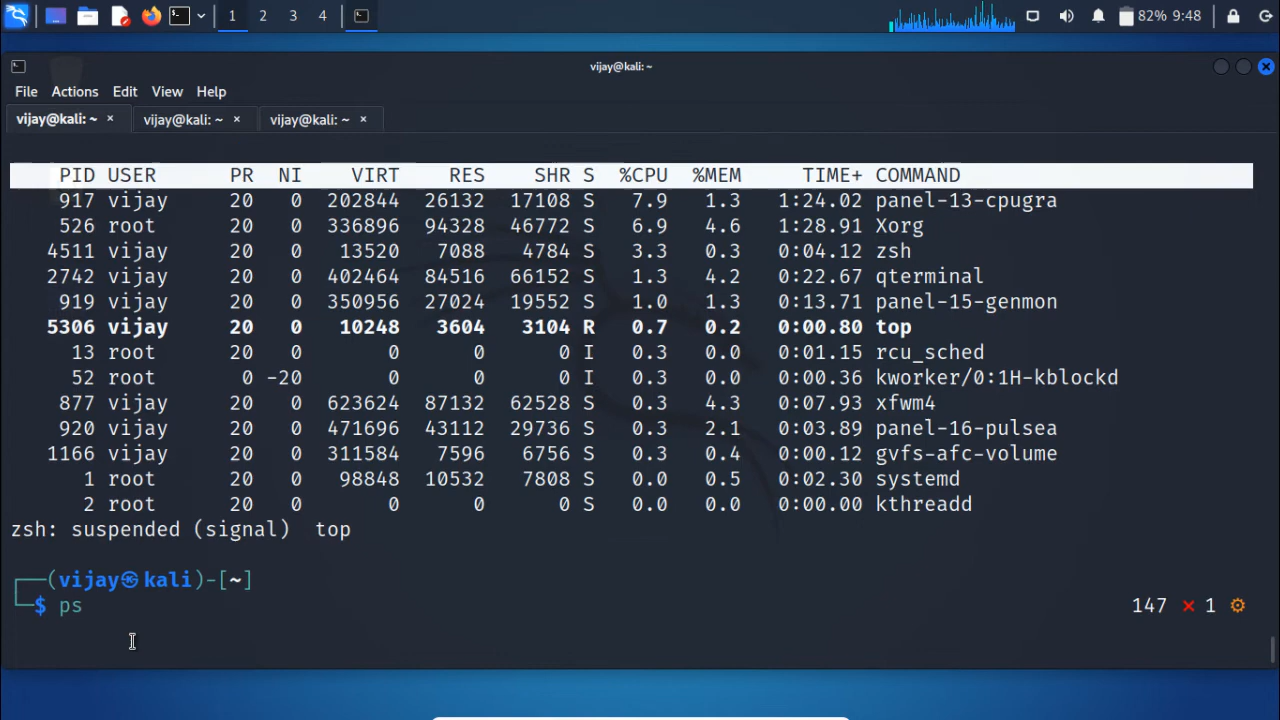 1 2 3 4 82% 9:48
vijay@kali: ~
File Actions Edit View Help
vijay@kali: ~ × vijay@kali: ~ × vijay@kali: ~ ×
PID USER PR NI VIRT RES SHR S %CPU %MEM TIME+ COMMAND
917 vijay 20 0 202844 26132 17108 S 7.9 1.3 1:24.02 panel-13-cpugra
526 root 20 0 336896 94328 46772 S 6.9 4.6 1:28.91 Xorg
4511 vijay 20 0 13520 7088 4784 S 3.3 0.3 0:04.12 zsh
2742 vijay 20 0 402464 84516 66152 S 1.3 4.2 0:22.67 qterminal
919 vijay 20 0 350956 27024 19552 S 1.0 1.3 0:13.71 panel-15-genmon
5306 vijay 20 0 10248 3604 3104 R 0.7 0.2 0:00.80 top
13 root 20 0 0 0 0 I 0.3 0.0 0:01.15 rcu_sched
52 root 0 -20 0 0 0 I 0.3 0.0 0:00.36 kworker/0:1H-kblockd
877 vijay 20 0 623624 87132 62528 S 0.3 4.3 0:07.93 xfwm4
920 vijay 20 0 471696 43112 29736 S 0.3 2.1 0:03.89 panel-16-pulsea
1166 vijay 20 0 311584 7596 6756 S 0.3 0.4 0:00.12 gvfs-afc-volume
1 root 20 0 98848 10532 7808 S 0.0 0.5 0:02.30 systemd
2 root 20 0 0 0 0 S 0.0 0.0 0:00.00 kthreadd
zsh: suspended (signal) top
┌──(vijay㉿kali)-[~]
└─$ ps 147 ⨯ 1 ⚙